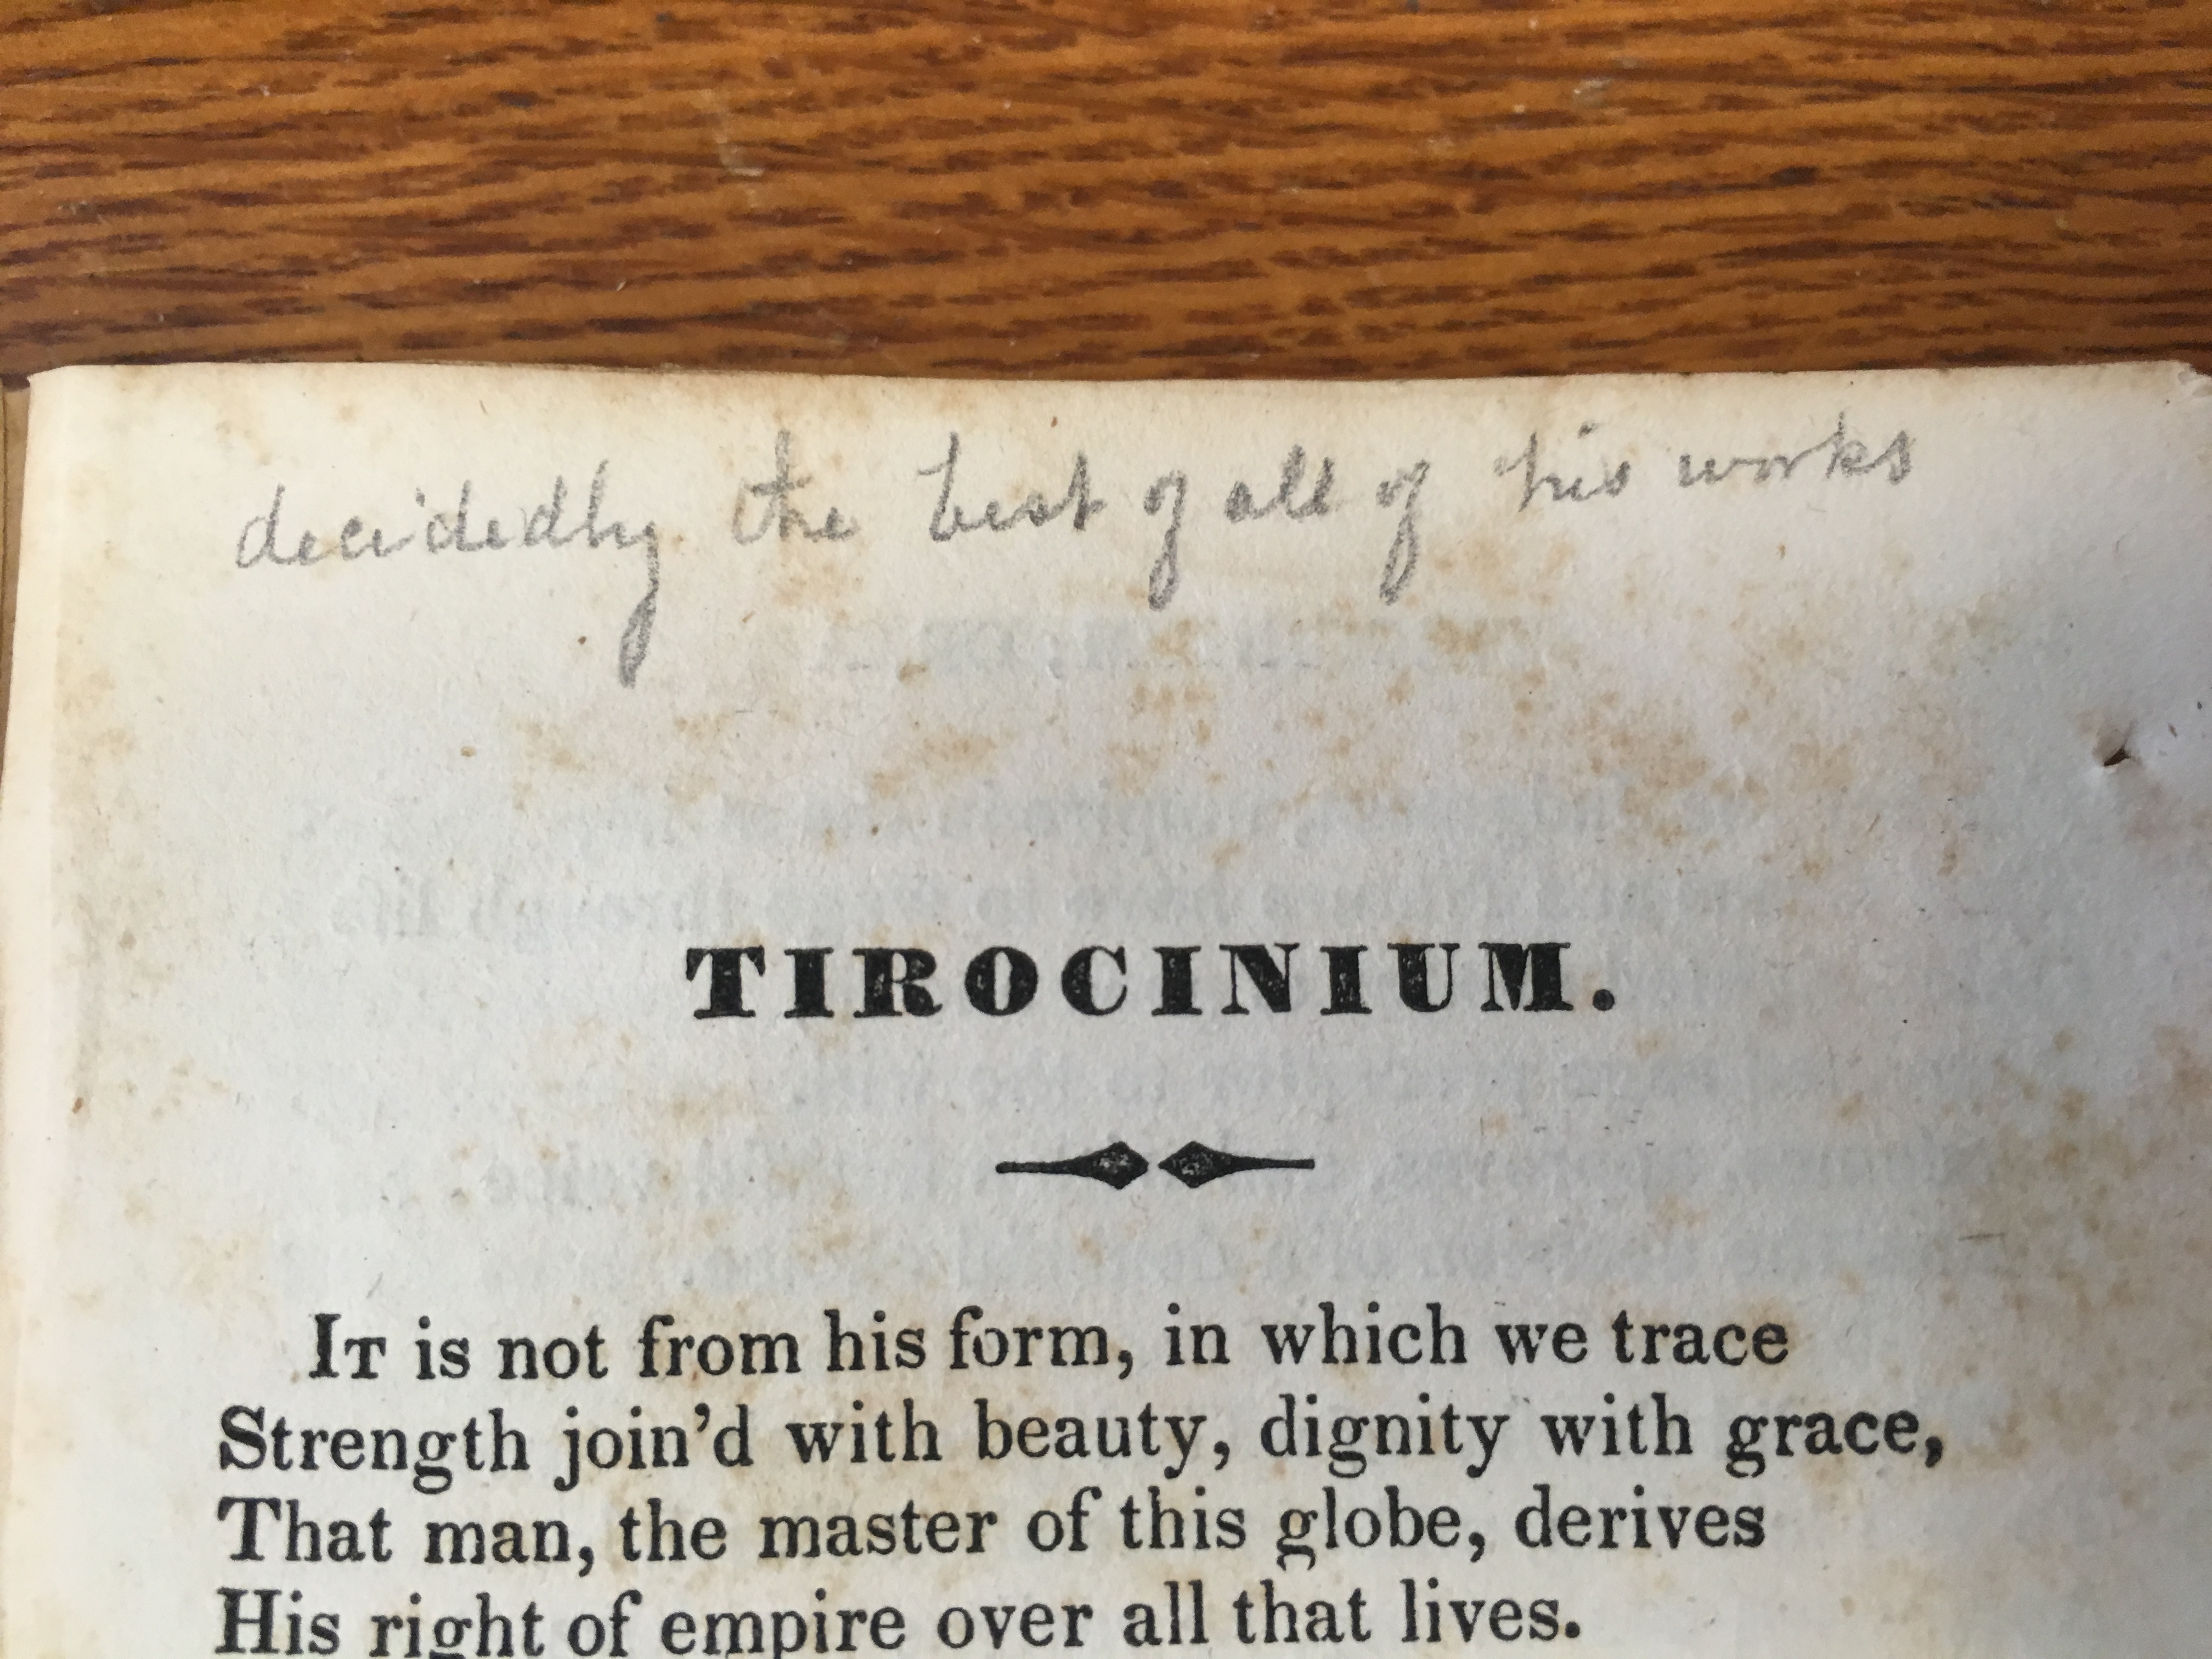 decidedly the best of all of his works
TIROCINIUM.
IT is not from his form, in which we trace
Strength join'd with beauty, dignity with grace,
That man, the master of this globe, derives
His right of empire over all that lives.